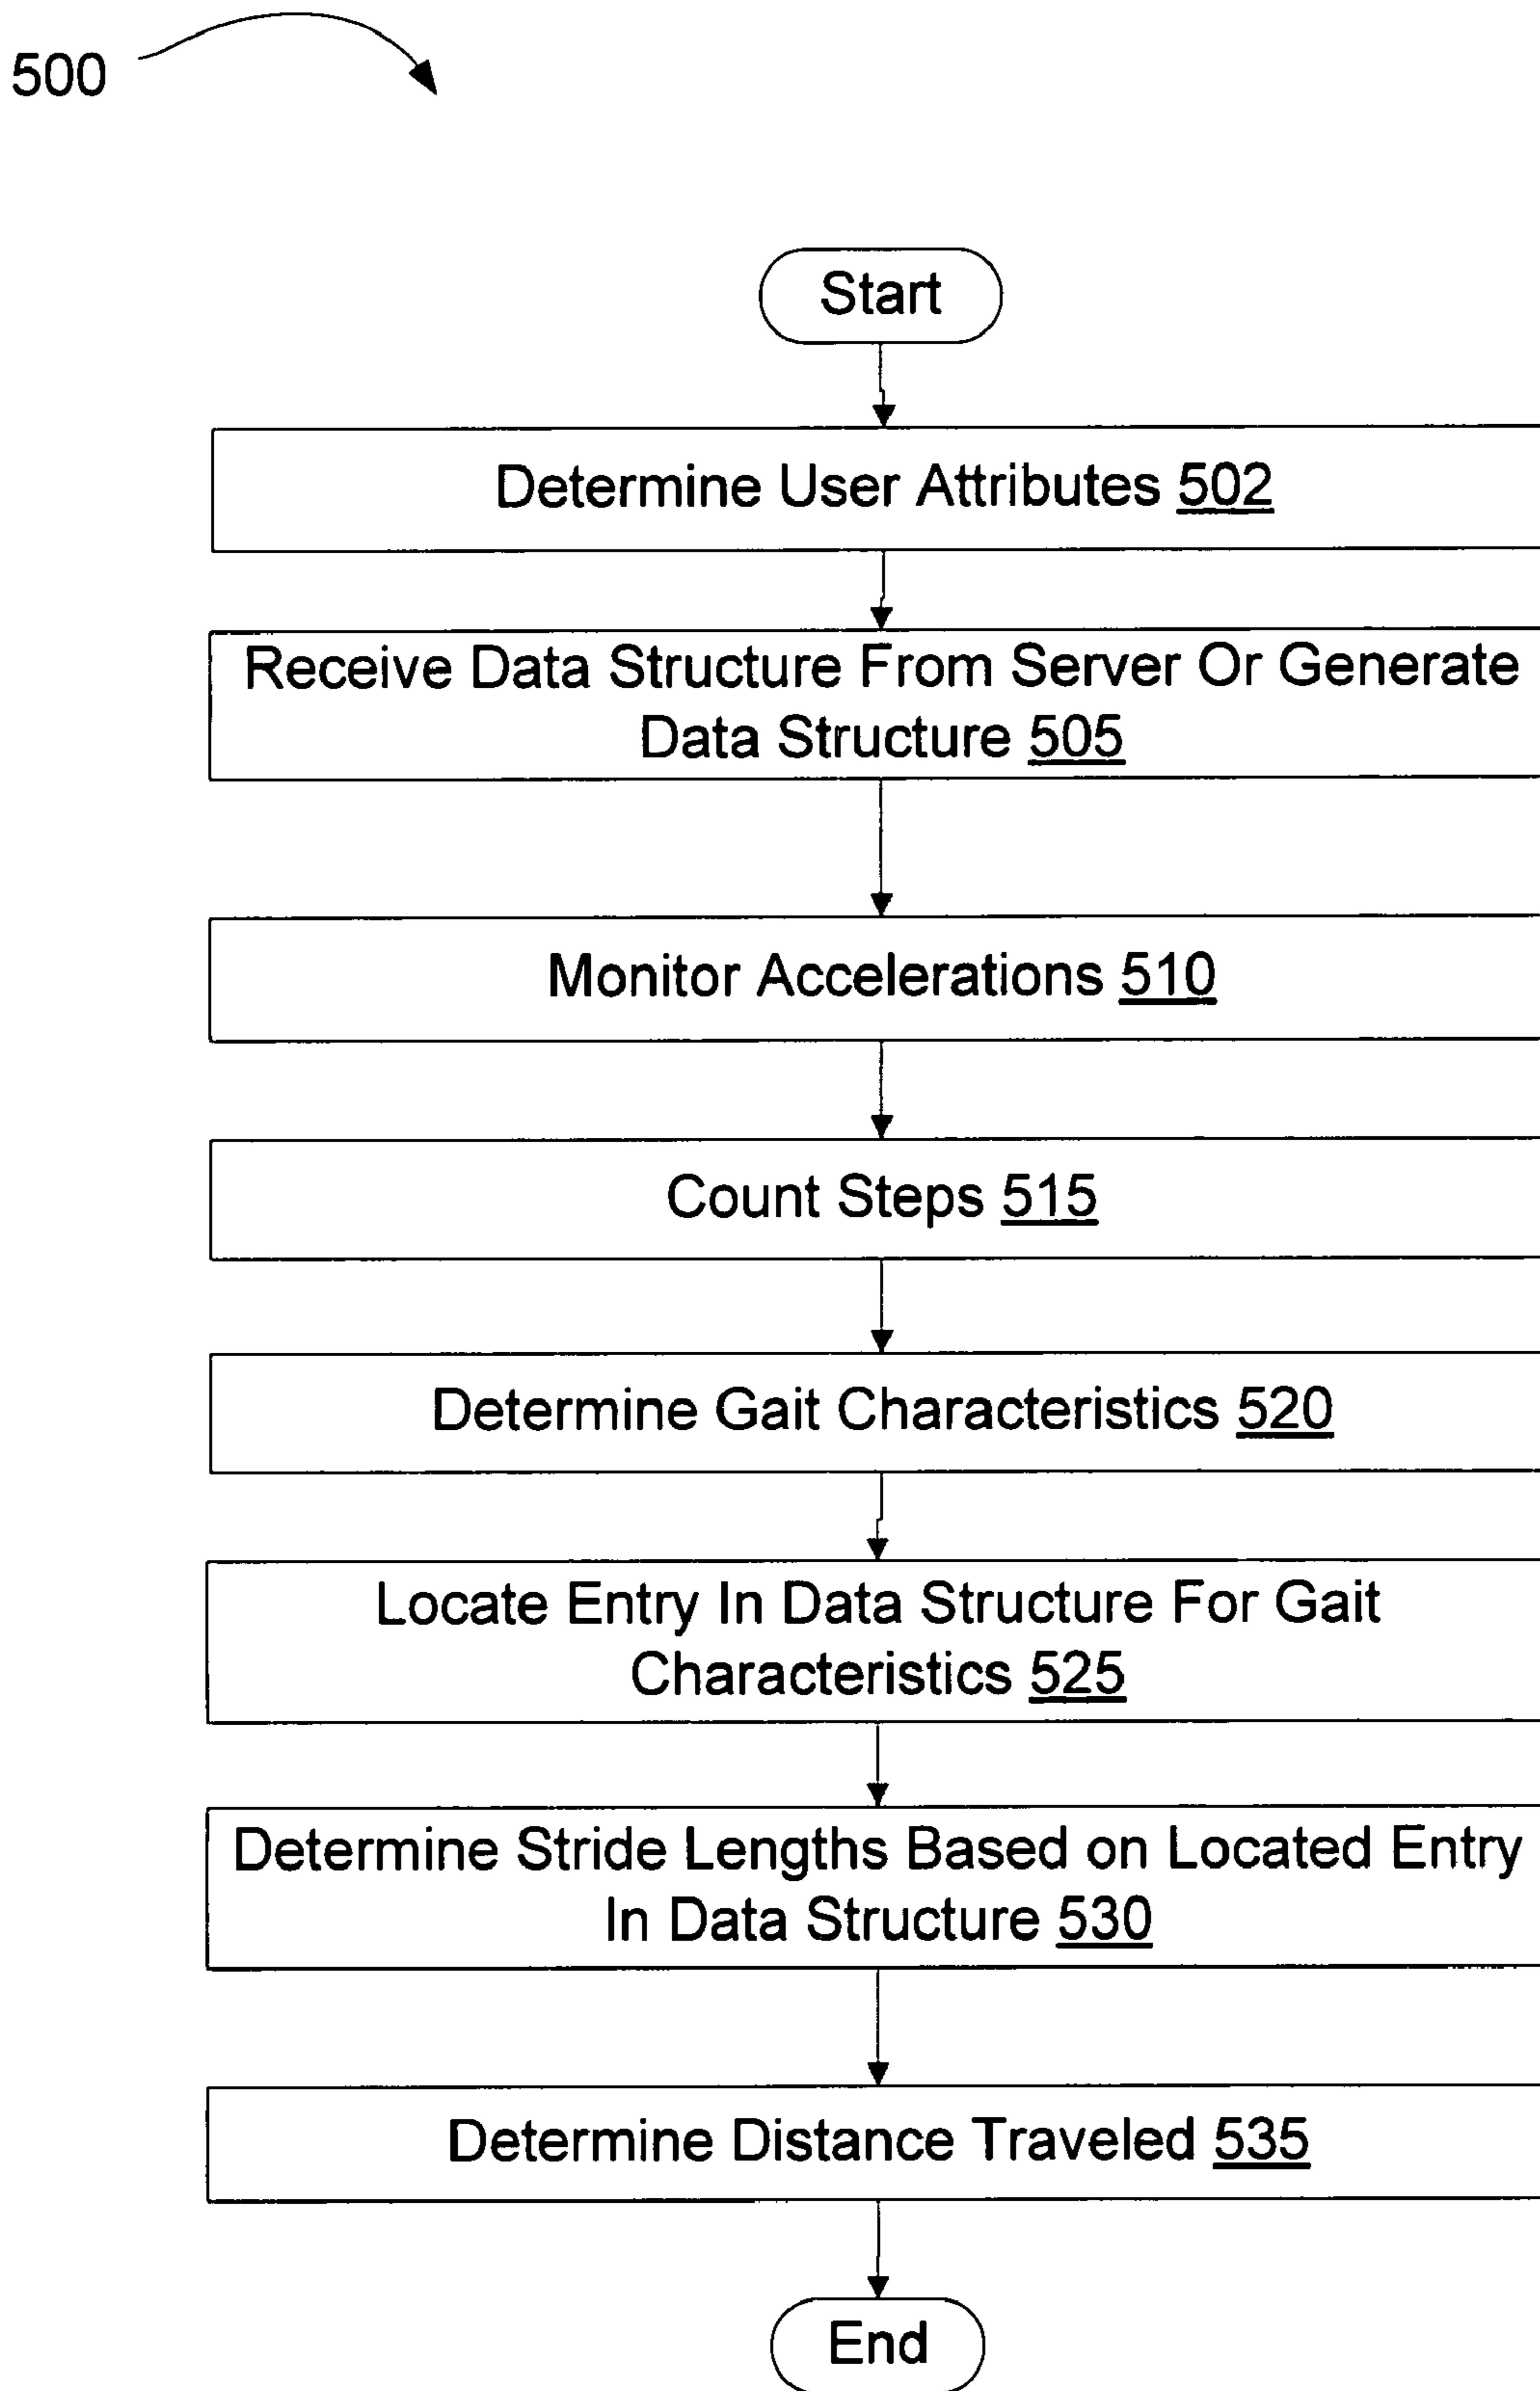 500
Start
Determine User Attributes 502
Receive Data Structure From Server Or Generate
Data Structure 505
Monitor Accelerations 510
Count Steps 515
Determine Gait Characteristics 520
Locate Entry In Data Structure For Gait
Characteristics 525
Determine Stride Lengths Based on Located Entry
In Data Structure 530
Determine Distance Traveled 535
End